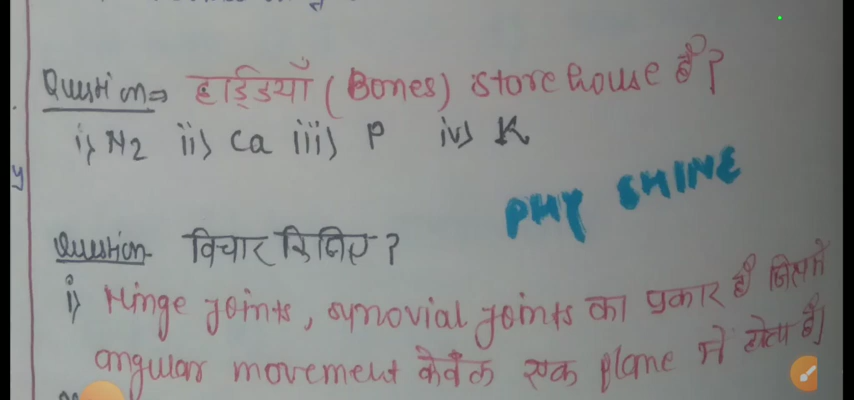 Question⇒ हाड्डियाँ (Bones) store house हैं?
i) N2 ii) Ca iii) P iv) K
PHY SHINE
Question विचार किजिए?
i) Hinge joints, synovial joints का प्रकार हैं जिसमें
angular movement केवल एक plane में होता है।
y